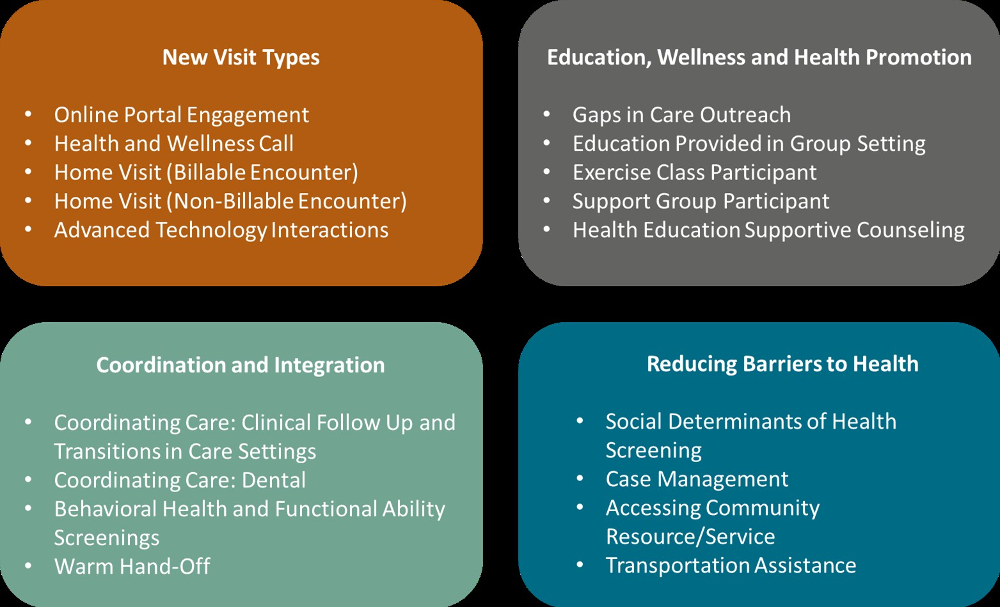 New Visit Types
• Online Portal Engagement
• Health and Wellness Call
• Home Visit (Billable Encounter)
• Home Visit (Non-Billable Encounter)
• Advanced Technology Interactions
Education, Wellness and Health Promotion
• Gaps in Care Outreach
• Education Provided in Group Setting
• Exercise Class Participant
• Support Group Participant
• Health Education Supportive Counseling
Coordination and Integration
• Coordinating Care: Clinical Follow Up and
Transitions in Care Settings
• Coordinating Care: Dental
• Behavioral Health and Functional Ability
Screenings
• Warm Hand-Off
Reducing Barriers to Health
• Social Determinants of Health
Screening
• Case Management
• Accessing Community
Resource/Service
• Transportation Assistance